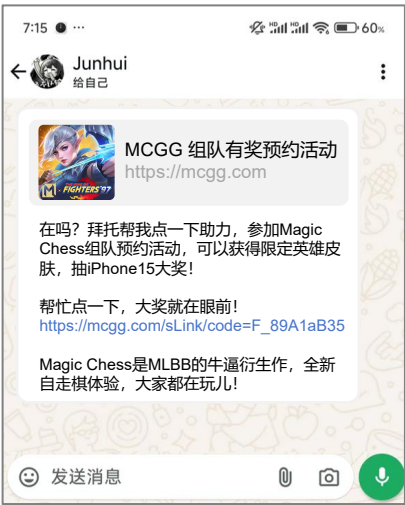 7:15
60%
Junhui
给自己
MCGG 组队有奖预约活动
https://mcgg.com
M FIGHTERS'97
在吗？拜托帮我点一下助力，参加Magic
Chess组队预约活动，可以获得限定英雄皮
肤，抽iPhone15大奖！
帮忙点一下，大奖就在眼前！
https://mcgg.com/sLink/code=F_89A1aB35
Magic Chess是MLBB的牛逼衍生作，全新
自走棋体验，大家都在玩儿！
发送消息